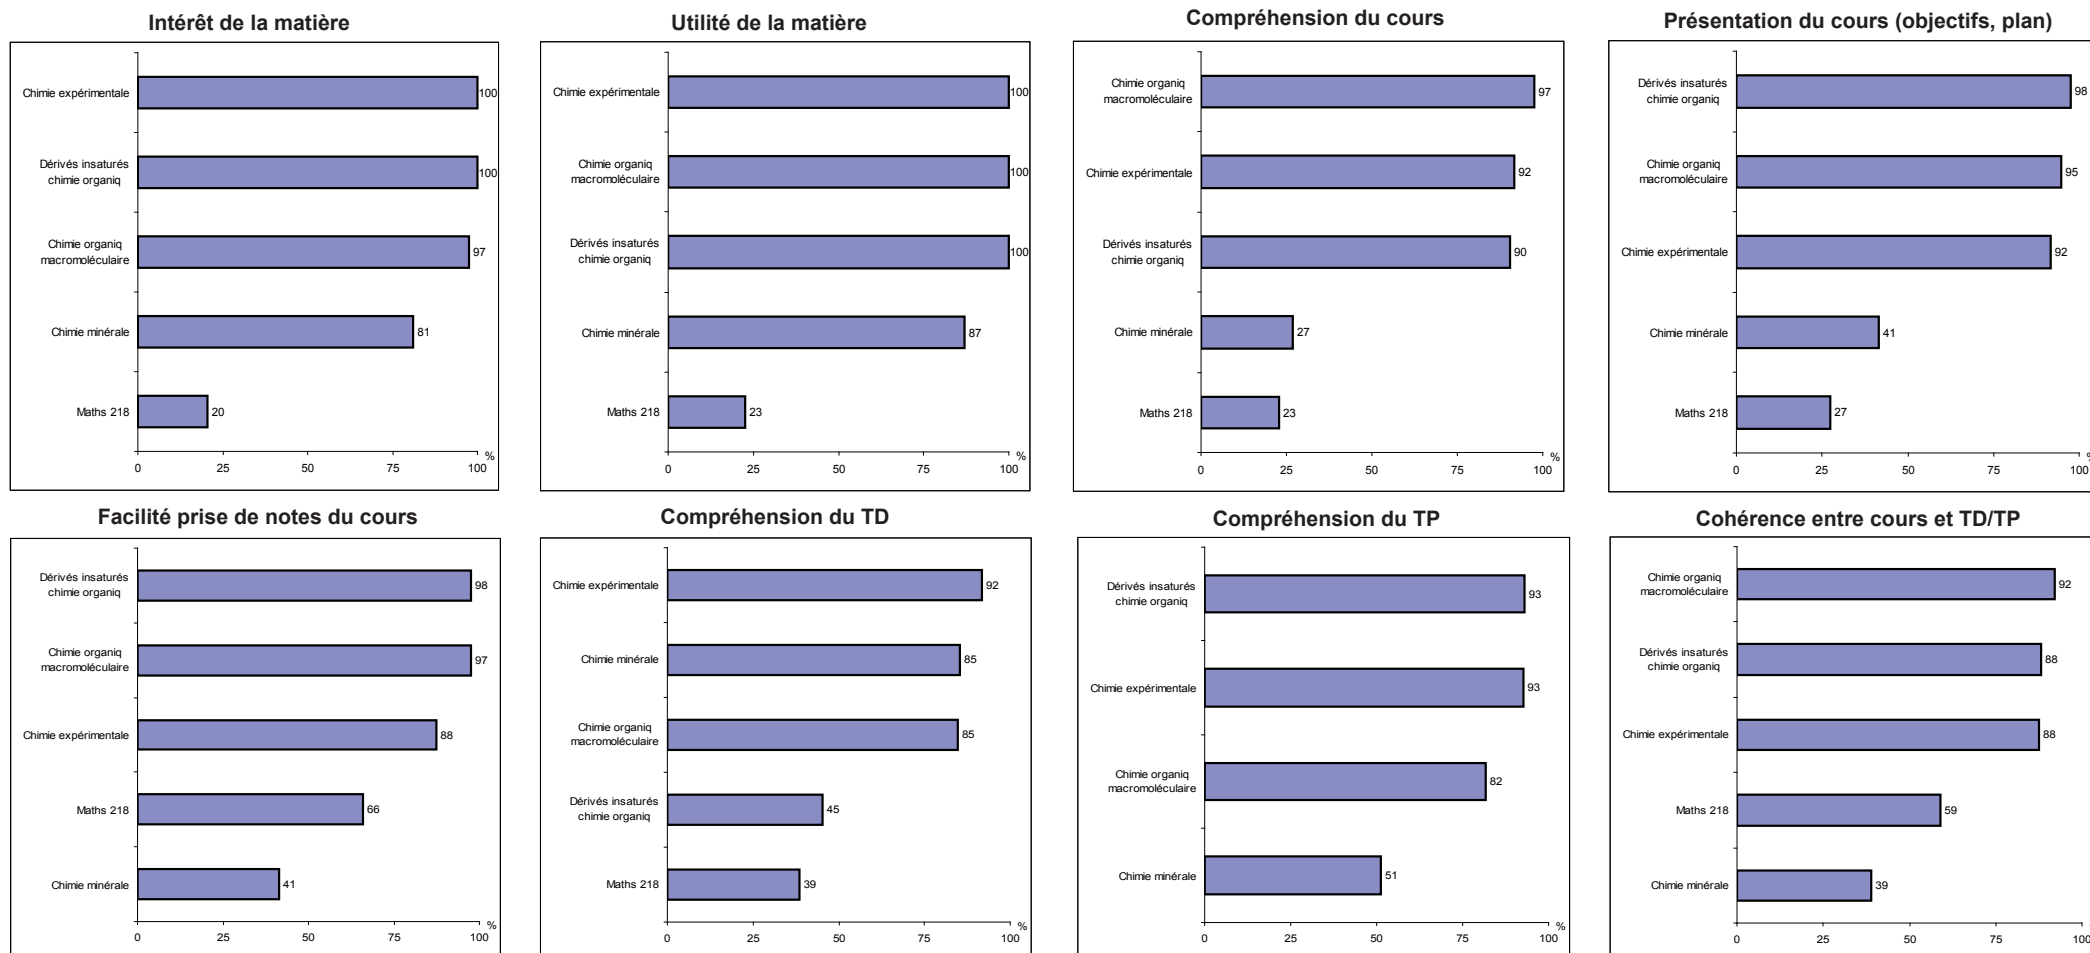 Intérêt de la matière
Chimie expérimentale
100
Dérivés insaturés
chimie organiq
100
Chimie organiq
macromoléculaire
97
Chimie minérale
81
Maths 218
20
0 25 50 75 100
%
Utilité de la matière
Chimie expérimentale
100
Chimie organiq
macromoléculaire
100
Dérivés insaturés
chimie organiq
100
Chimie minérale
87
Maths 218
23
0 25 50 75 100
%
Compréhension du cours
Chimie organiq
macromoléculaire
97
Chimie expérimentale
92
Dérivés insaturés
chimie organiq
90
Chimie minérale
27
Maths 218
23
0 25 50 75 100
%
Présentation du cours (objectifs, plan)
Dérivés insaturés
chimie organiq
98
Chimie organiq
macromoléculaire
95
Chimie expérimentale
92
Chimie minérale
41
Maths 218
27
0 25 50 75 100
%
Facilité prise de notes du cours
Dérivés insaturés
chimie organiq
98
Chimie organiq
macromoléculaire
97
Chimie expérimentale
88
Maths 218
66
Chimie minérale
41
0 25 50 75 100
%
Compréhension du TD
Chimie expérimentale
92
Chimie minérale
85
Chimie organiq
macromoléculaire
85
Dérivés insaturés
chimie organiq
45
Maths 218
39
0 25 50 75 100
%
Compréhension du TP
Dérivés insaturés
chimie organiq
93
Chimie expérimentale
93
Chimie organiq
macromoléculaire
82
Chimie minérale
51
0 25 50 75 100
%
Cohérence entre cours et TD/TP
Chimie organiq
macromoléculaire
92
Dérivés insaturés
chimie organiq
88
Chimie expérimentale
88
Maths 218
59
Chimie minérale
39
0 25 50 75 100
%